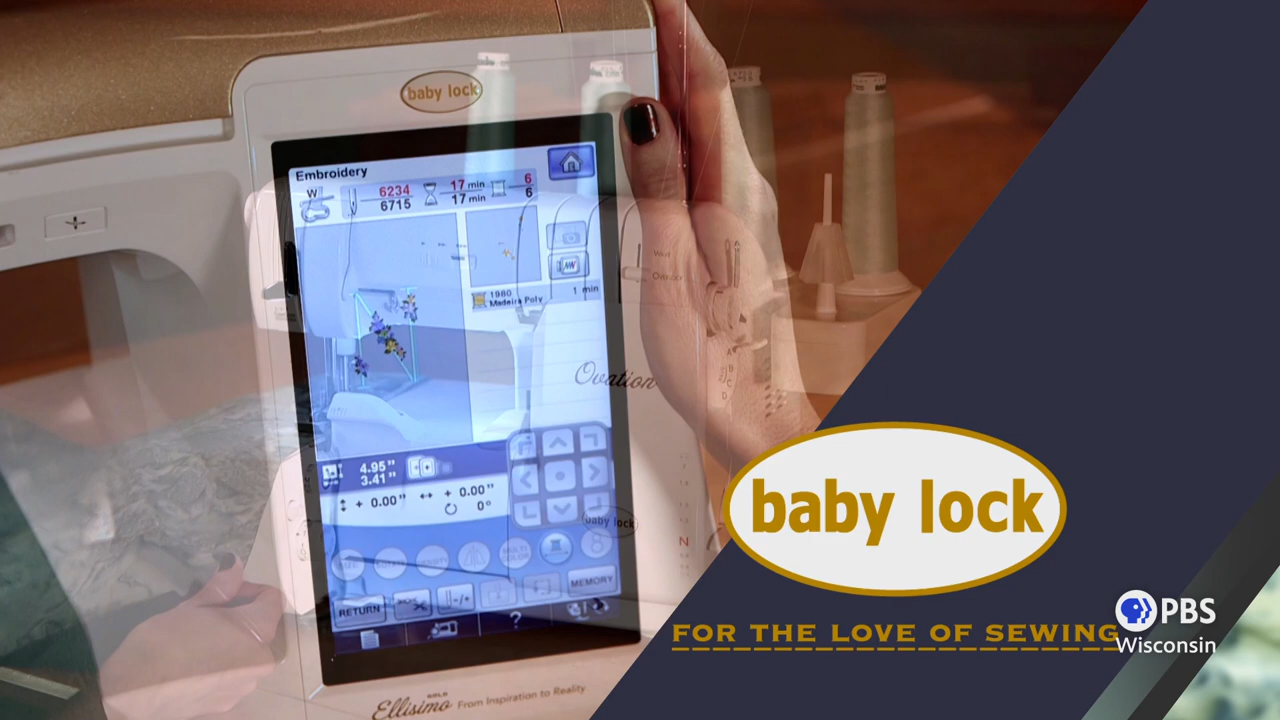 baby lock
Embroidery
W
6234
6715
17 min
17 min
6
6
1980
Madeira Poly
1 min
Ovation
4.95"
3.41"
+ 0.00"
+ 0.00"
0°
baby lock
N
MEMORY
RETURN
-/+
?
GOLD
Ellisimo From Inspiration to Reality
baby lock
FOR THE LOVE OF SEWING
PBS
Wisconsin